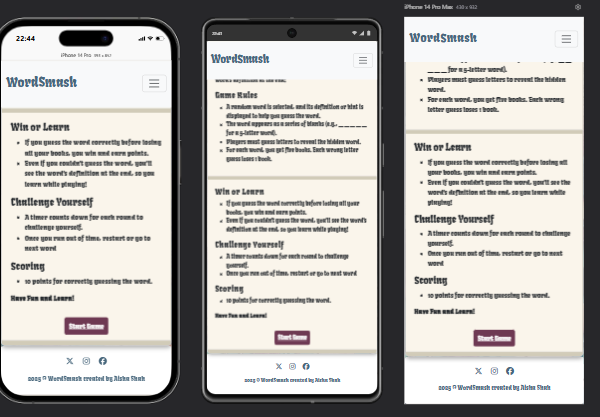 22:44
iPhone 14 Pro 393 x 852
WordSmash
Win or Learn
If you guess the word correctly before losing
all your books, you win and earn points.
Even if you couldn't guess the word, you'll
see the word's definition at the end, so you
learn while playing!
Challenge Yourself
A timer counts down for each round to
challenge yourself.
Once you run out of time, restart or go to
next word
Scoring
10 points for correctly guessing the word.
Have Fun and Learn!
Start Game
2025 © WordSmash created by Aisha Shah
WordSmash
Game Rules
A random word is selected, and its definition or hint is
displayed to help you guess the word.
The word appears as a series of blanks (e.g., _ _ _ _ _
for a 5-letter word).
Players must guess letters to reveal the hidden word.
For each word, you get five books. Each wrong letter
guess loses 1 book.
Win or Learn
If you guess the word correctly before losing all your
books, you win and earn points.
Even if you couldn't guess the word, you'll see the word's
definition at the end, so you learn while playing!
Challenge Yourself
A timer counts down for each round to challenge
yourself.
Once you run out of time, restart or go to next word
Scoring
10 points for correctly guessing the word.
Have Fun and Learn!
Start Game
2025 © WordSmash created by Aisha Shah
iPhone 14 Pro Max 430 x 932
WordSmash
_ _ _ for a 5-letter word).
Players must guess letters to reveal the hidden
word.
For each word, you get five books. Each wrong
letter guess loses 1 book.
Win or Learn
If you guess the word correctly before losing all
your books, you win and earn points.
Even if you couldn't guess the word, you'll see the
word's definition at the end, so you learn while
playing!
Challenge Yourself
A timer counts down for each round to challenge
yourself.
Once you run out of time, restart or go to next
word
Scoring
10 points for correctly guessing the word.
Have Fun and Learn!
Start Game
2025 © WordSmash created by Aisha Shah